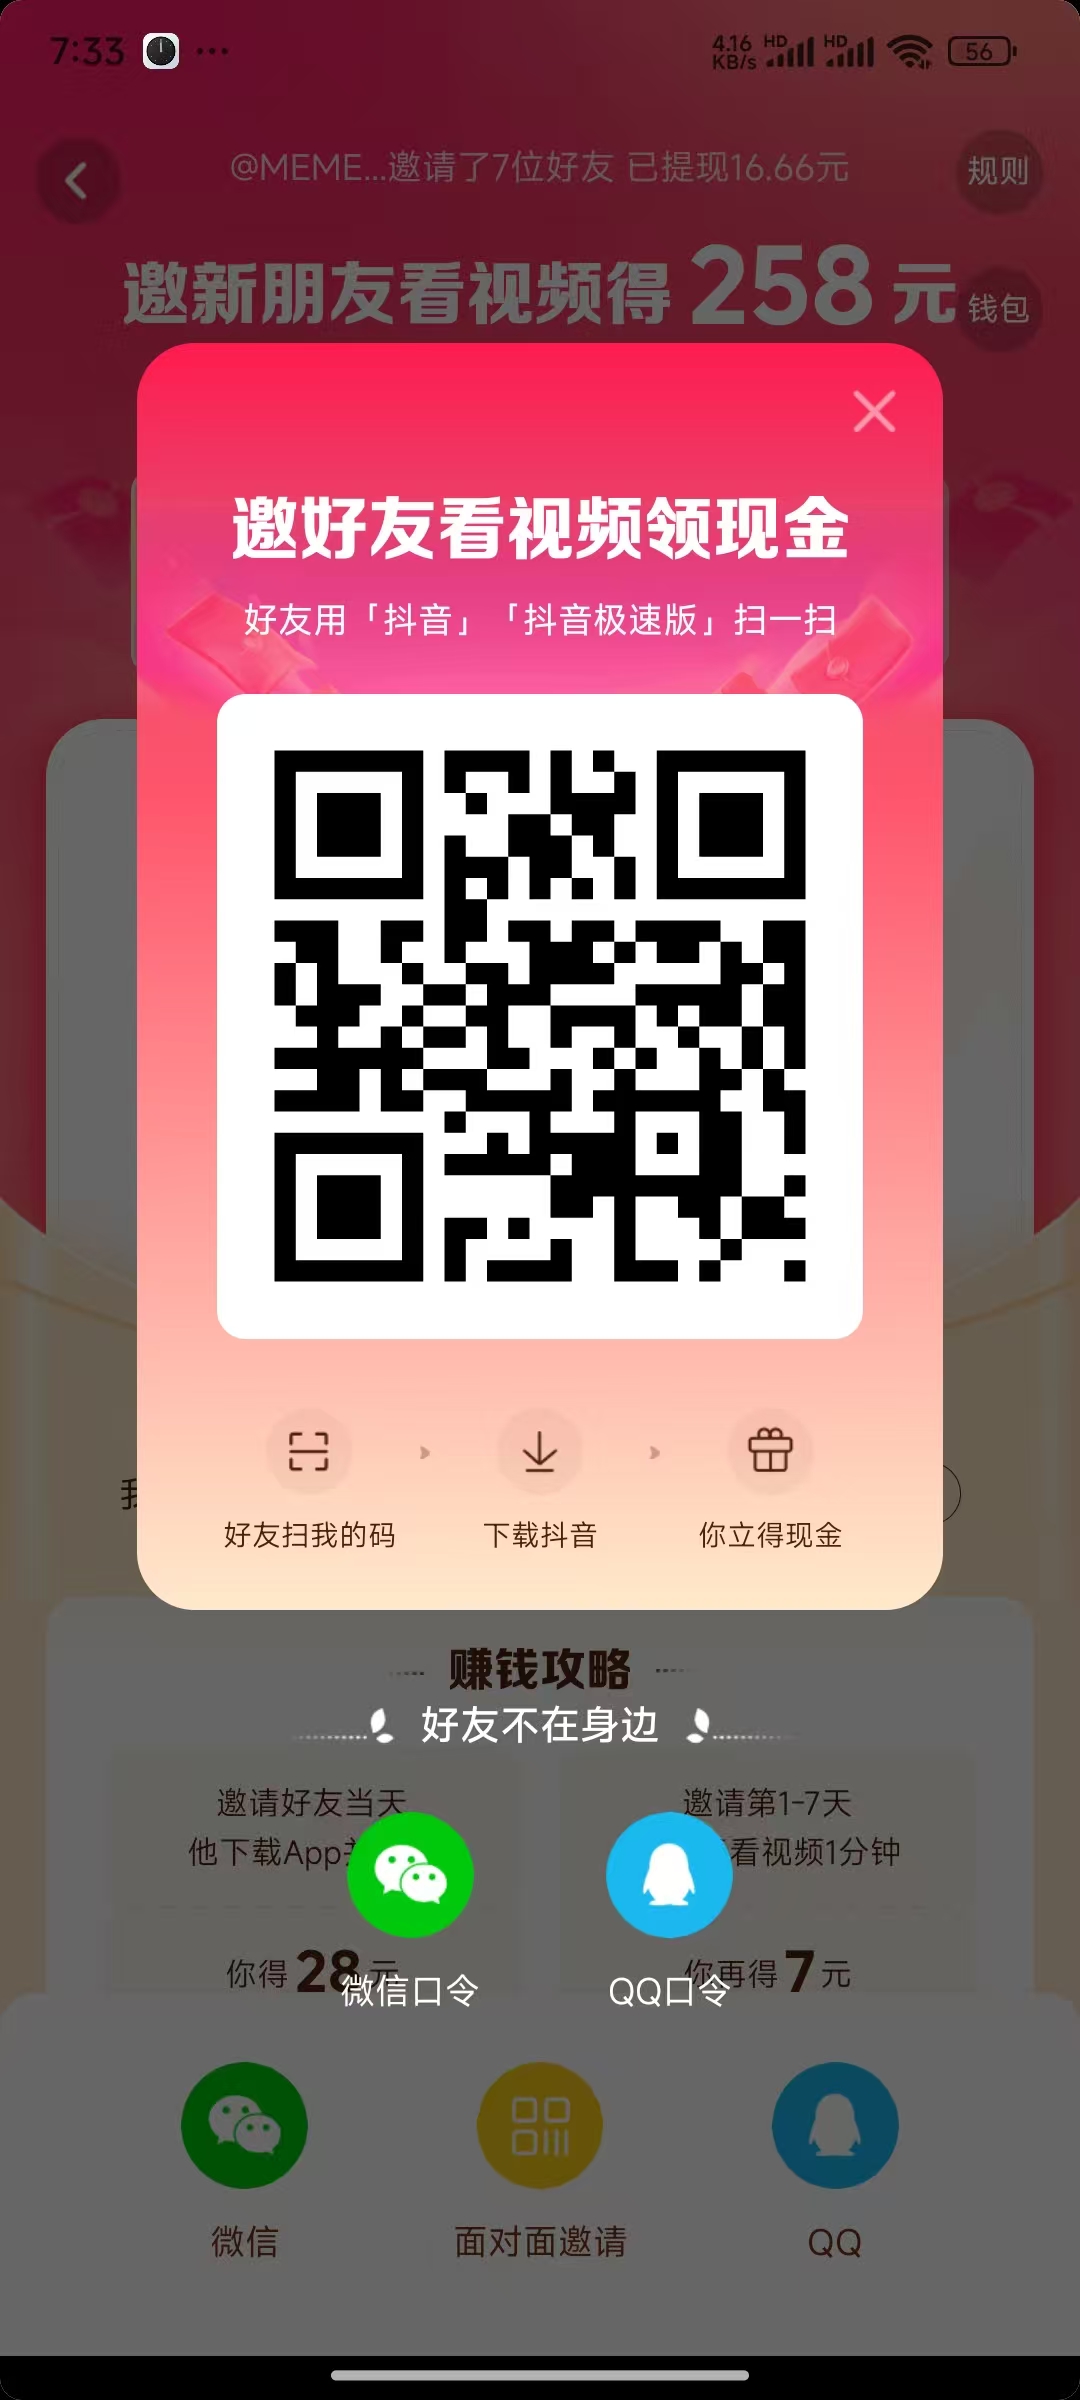 7:33
4.16
KB/s
HD
HD
56
@MEME...邀请了7位好友 已提现16.66元
规则
邀新朋友看视频得 258 元
钱包
邀好友看视频领现金
好友用「抖音」「抖音极速版」扫一扫
好友扫我的码
下载抖音
你立得现金
赚钱攻略
好友不在身边
邀请好友当天
他下载App
邀请第1-7天
看视频1分钟
你得 28 元
你再得 7 元
微信口令
QQ口令
微信
面对面邀请
QQ